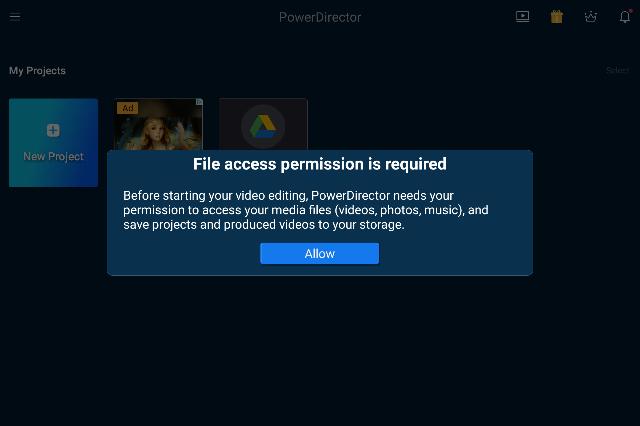 PowerDirector
My Projects
Select
Ad
New Project
File access permission is required
Before starting your video editing, PowerDirector needs your
permission to access your media files (videos, photos, music), and
save projects and produced videos to your storage.
Allow